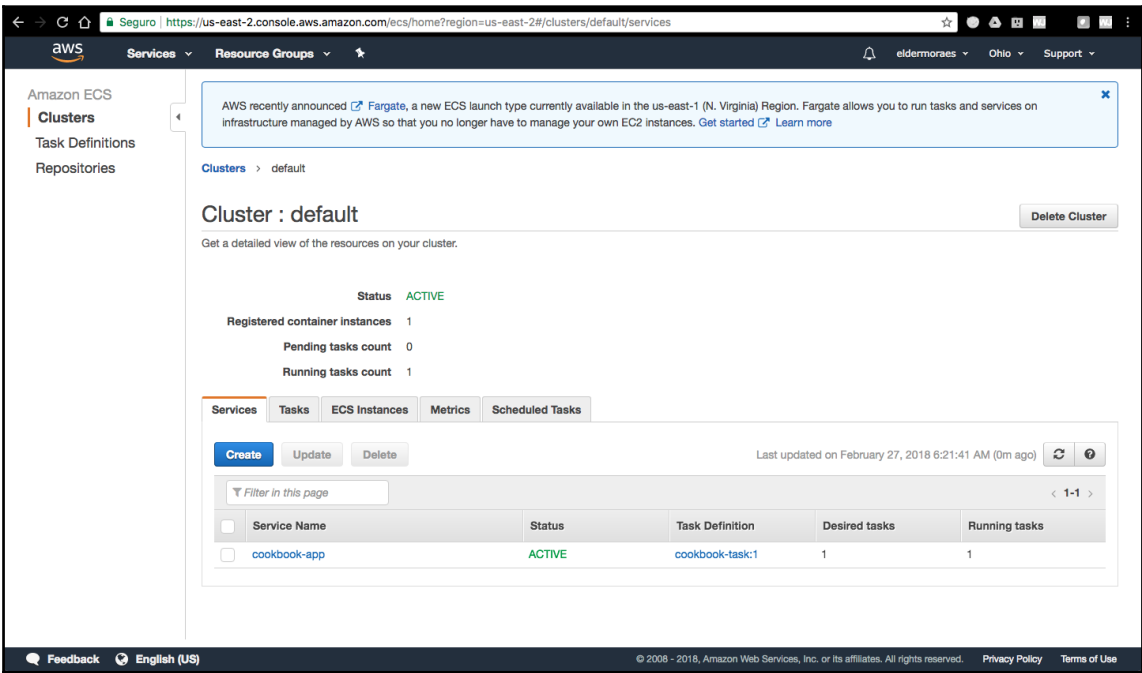 Seguro | https://us-east-2.console.aws.amazon.com/ecs/home?region=us-east-2#/clusters/default/services
aws Services Resource Groups eldermoraes Ohio Support
Amazon ECS
Clusters
Task Definitions
Repositories
AWS recently announced Fargate, a new ECS launch type currently available in the us-east-1 (N. Virginia) Region. Fargate allows you to run tasks and services on
infrastructure managed by AWS so that you no longer have to manage your own EC2 instances. Get started Learn more
Clusters > default
Cluster : default
Delete Cluster
Get a detailed view of the resources on your cluster.
Status ACTIVE
Registered container instances 1
Pending tasks count 0
Running tasks count 1
Services Tasks ECS Instances Metrics Scheduled Tasks
Create Update Delete Last updated on February 27, 2018 6:21:41 AM (0m ago)
Filter in this page < 1-1 >
Service Name Status Task Definition Desired tasks Running tasks
cookbook-app ACTIVE cookbook-task:1 1 1
Feedback English (US) © 2008 - 2018, Amazon Web Services, Inc. or its affiliates. All rights reserved. Privacy Policy Terms of Use